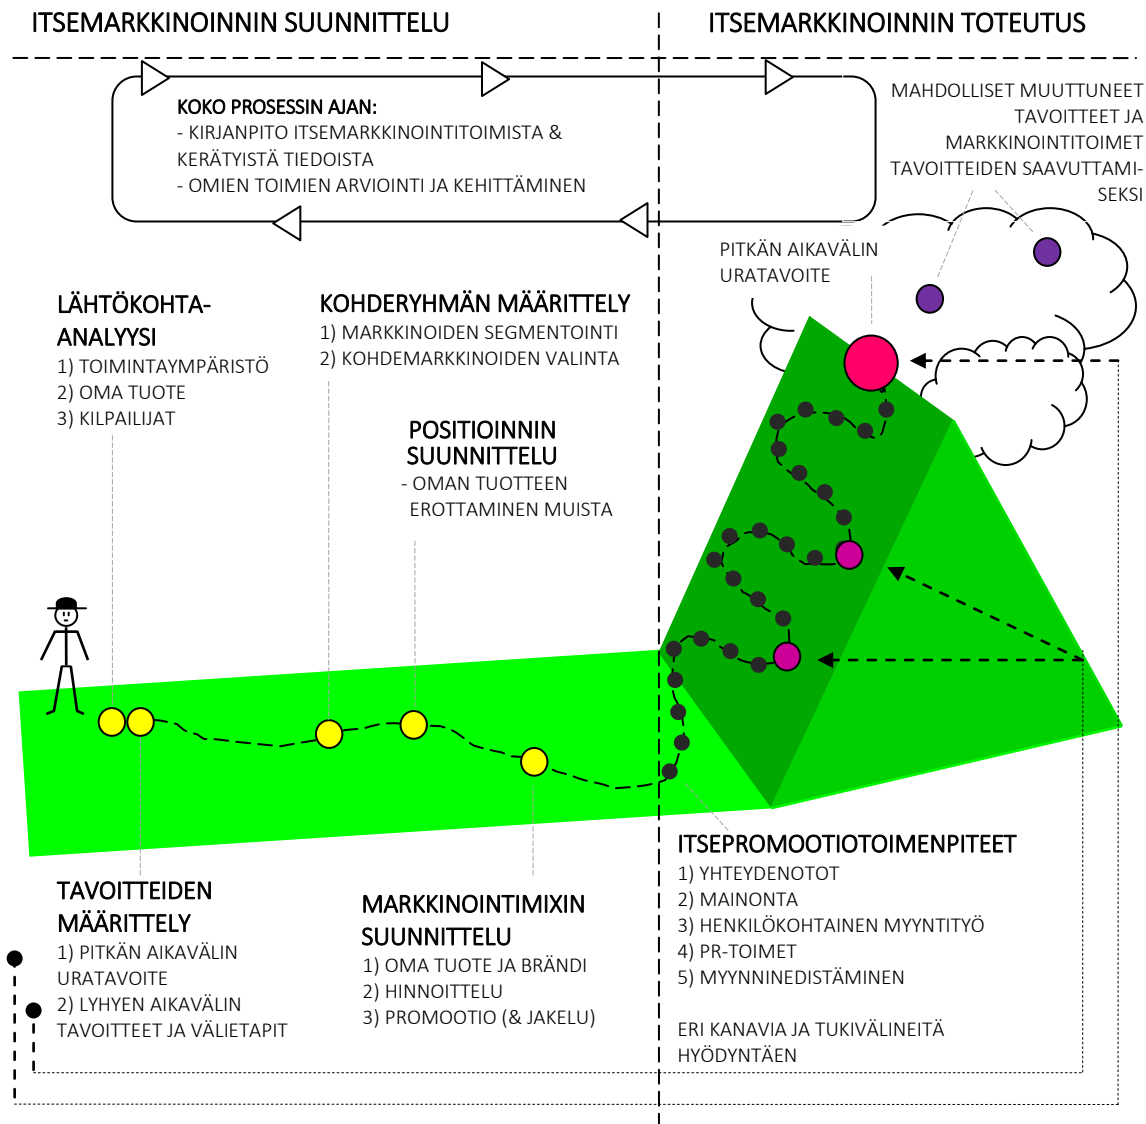 ITSEMARKKINOINNIN SUUNNITTELU
ITSEMARKKINOINNIN TOTEUTUS
KOKO PROSESSIN AJAN:
- KIRJANPITO ITSEMARKKINOINTITOIMISTA &
KERÄTYISTÄ TIEDOISTA
- OMIEN TOIMIEN ARVIOINTI JA KEHITTÄMINEN
MAHDOLLISET MUUTTUNEET
TAVOITTEET JA
MARKKINOINTITOIMET
TAVOITTEIDEN SAAVUTTAMI-
SEKSI
PITKÄN AIKAVÄLIN
URATAVOITE
LÄHTÖKOHTA-
ANALYYSI
1) TOIMINTAYMPÄRISTÖ
2) OMA TUOTE
3) KILPAILIJAT
KOHDERYHMÄN MÄÄRITTELY
1) MARKKINOIDEN SEGMENTOINTI
2) KOHDEMARKKINOIDEN VALINTA
POSITIOINNIN
SUUNNITTELU
- OMAN TUOTTEEN
EROTTAMINEN MUISTA
TAVOITTEIDEN
MÄÄRITTELY
1) PITKÄN AIKAVÄLIN
URATAVOITE
2) LYHYEN AIKAVÄLIN
TAVOITTEET JA VÄLIETAPIT
MARKKINOINTIMIXIN
SUUNNITTELU
1) OMA TUOTE JA BRÄNDI
2) HINNOITTELU
3) PROMOOTIO (& JAKELU)
ITSEPROMOOTIOTOIMENPITEET
1) YHTEYDENOTOT
2) MAINONTA
3) HENKILÖKOHTAINEN MYYNTITYÖ
4) PR-TOIMET
5) MYYNNINEDISTÄMINEN
ERI KANAVIA JA TUKIVÄLINEITÄ
HYÖDYNTÄEN